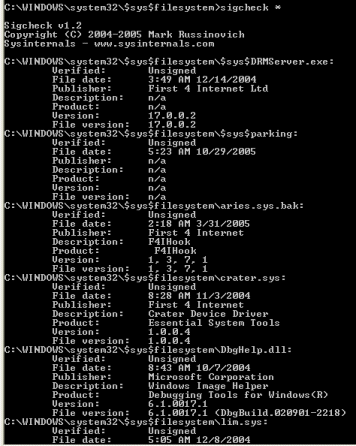 C:\WINDOWS\system32\$sys$filesystem>sigcheck *
Sigcheck v1.2
Copyright (C) 2004-2005 Mark Russinovich
Sysinternals - www.sysinternals.com
C:\WINDOWS\system32\$sys$filesystem\$sys$DRMServer.exe:
Verified: Unsigned
File date: 3:49 AM 12/14/2004
Publisher: First 4 Internet Ltd
Description: n/a
Product: n/a
Version: 17.0.0.2
File version: 17.0.0.2
C:\WINDOWS\system32\$sys$filesystem\$sys$parking:
Verified: Unsigned
File date: 5:23 AM 10/29/2005
Publisher: n/a
Description: n/a
Product: n/a
Version: n/a
File version: n/a
C:\WINDOWS\system32\$sys$filesystem\aries.sys.bak:
Verified: Unsigned
File date: 2:18 AM 3/31/2005
Publisher: First 4 Internet
Description: F4IHook
Product: F4IHook
Version: 1, 3, 7, 1
File version: 1, 3, 7, 1
C:\WINDOWS\system32\$sys$filesystem\crater.sys:
Verified: Unsigned
File date: 8:28 AM 11/3/2004
Publisher: First 4 Internet
Description: Crater Device Driver
Product: Essential System Tools
Version: 1.0.0.4
File version: 1.0.0.4
C:\WINDOWS\system32\$sys$filesystem\DbgHelp.dll:
Verified: Unsigned
File date: 8:43 AM 10/7/2004
Publisher: Microsoft Corporation
Description: Windows Image Helper
Product: Debugging Tools for Windows(R)
Version: 6.1.0017.1
File version: 6.1.0017.1 (DbgBuild.020901-2218)
C:\WINDOWS\system32\$sys$filesystem\lim.sys:
Verified: Unsigned
File date: 5:05 AM 12/8/2004